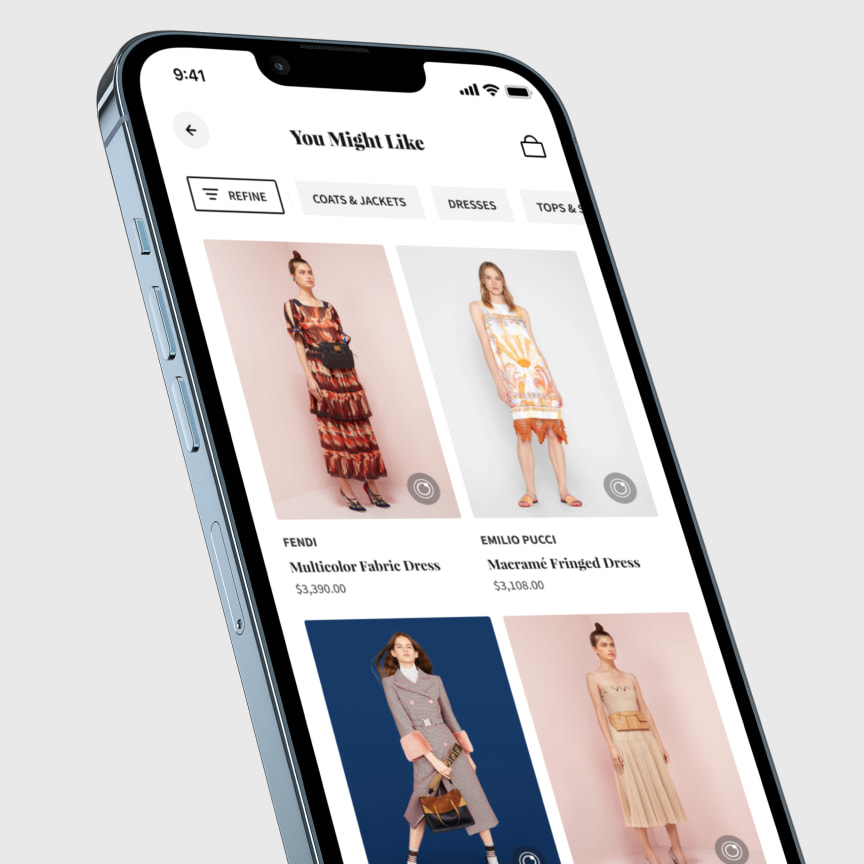 9:41
You Might Like
REFINE
COATS & JACKETS
DRESSES
TOPS &
FENDI
Multicolor Fabric Dress
$3,390.00
EMILIO PUCCI
Macramé Fringed Dress
$3,108.00